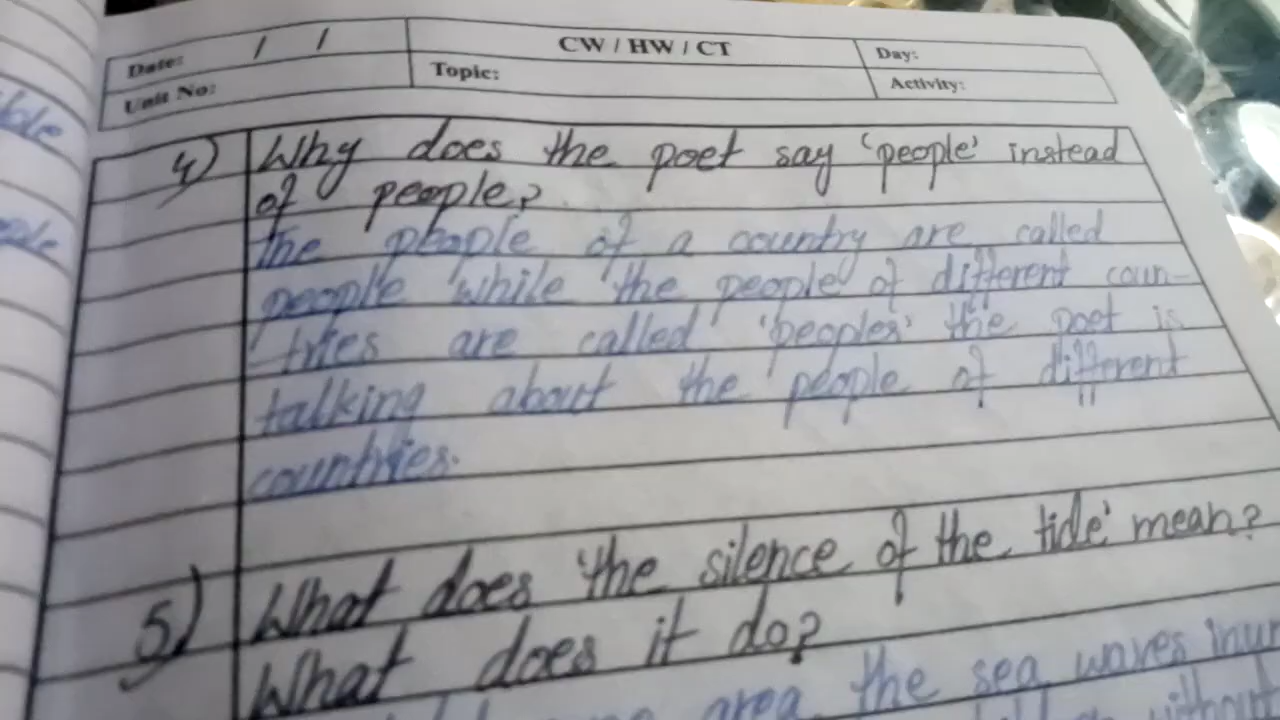 Date: / /
CW / HW / CT
Day:
Unit No:
Topic:
Activity:
4) Why does the poet say 'people' instead
of people?
The people of a country are called
people while the people of different coun-
tries are called 'peoples' the poet is
talking about the people of different
countries.
5) What does 'the silence of the tide' mean?
What does it do?
area the sea waves